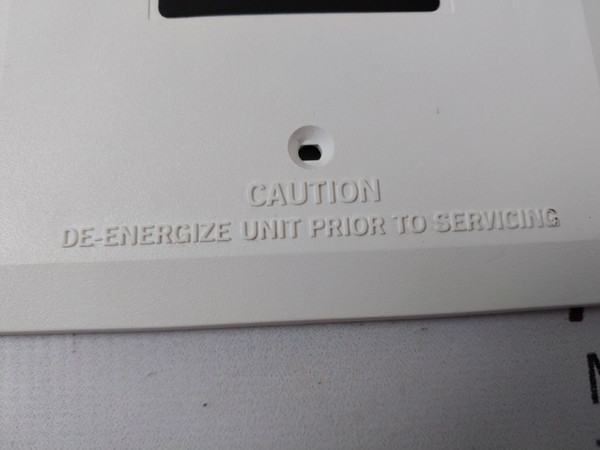 CAUTION
DE-ENERGIZE UNIT PRIOR TO SERVICING